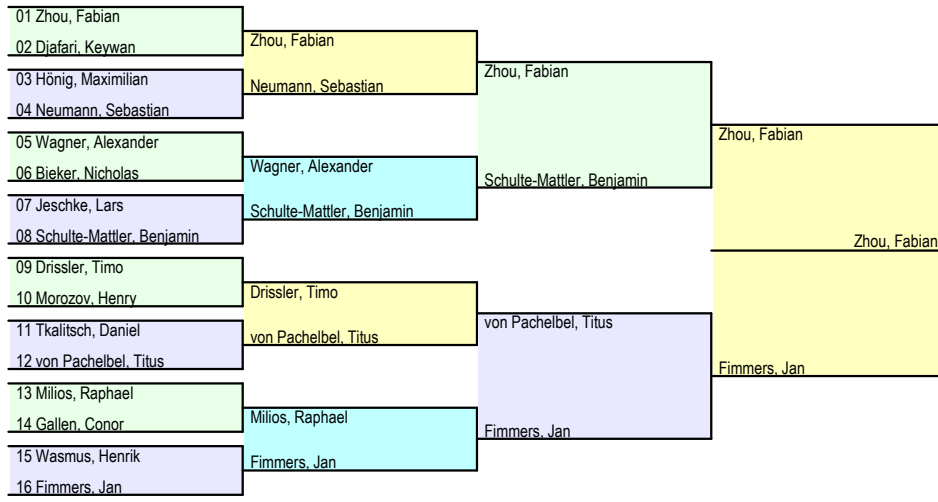 01 Zhou, Fabian
02 Djafari, Keywan
03 Hönig, Maximilian
04 Neumann, Sebastian
05 Wagner, Alexander
06 Bieker, Nicholas
07 Jeschke, Lars
08 Schulte-Mattler, Benjamin
09 Drissler, Timo
10 Morozov, Henry
11 Tkalitsch, Daniel
12 von Pachelbel, Titus
13 Milios, Raphael
14 Gallen, Conor
15 Wasmus, Henrik
16 Fimmers, Jan
Zhou, Fabian
Neumann, Sebastian
Wagner, Alexander
Schulte-Mattler, Benjamin
Drissler, Timo
von Pachelbel, Titus
Milios, Raphael
Fimmers, Jan
Zhou, Fabian
Schulte-Mattler, Benjamin
von Pachelbel, Titus
Fimmers, Jan
Zhou, Fabian
Fimmers, Jan
Zhou, Fabian